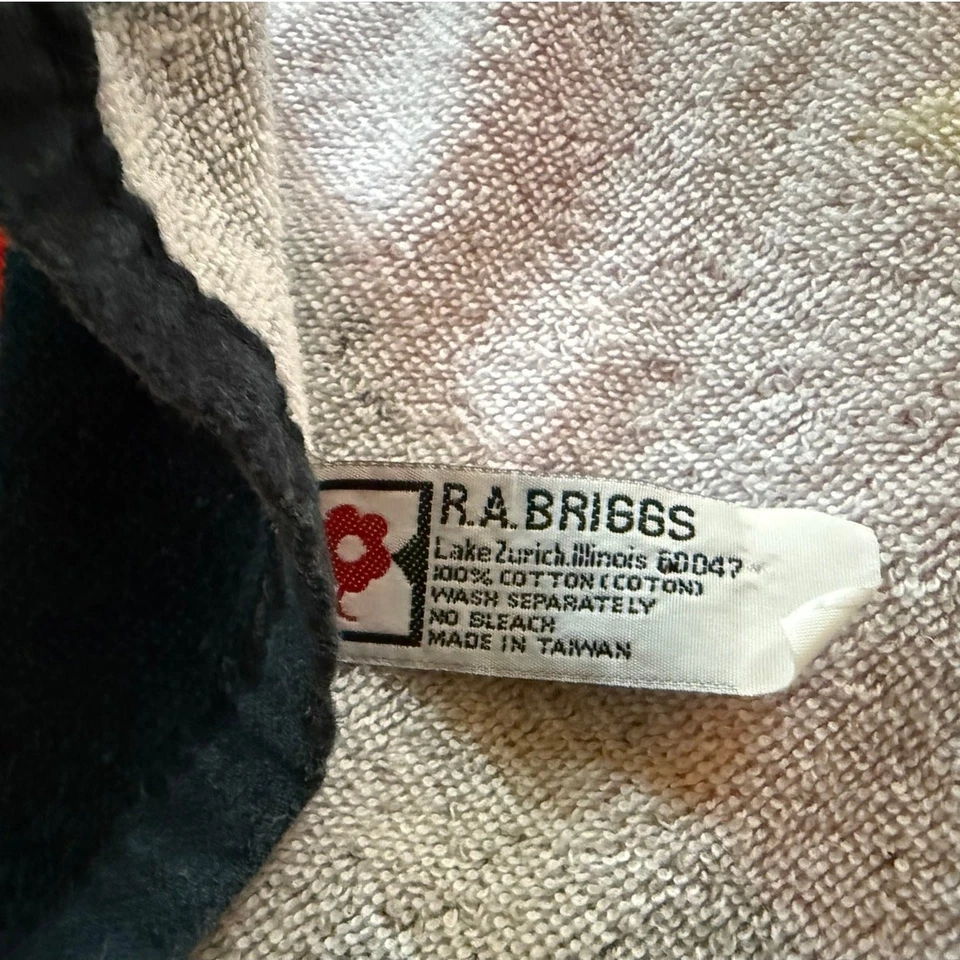 R.A. BRIGGS
Lake Zurich, Illinois 60047
100% COTTON (COTON)
WASH SEPARATELY
NO BLEACH
MADE IN TAIWAN